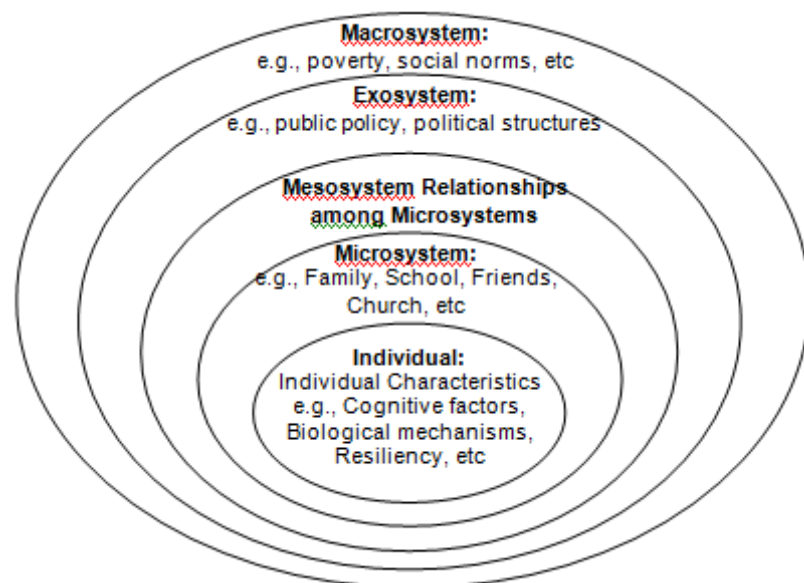 Macrosystem:
e.g., poverty, social norms, etc
Exosystem:
e.g., public policy, political structures
Mesosystem Relationships
among Microsystems
Microsystem:
e.g., Family, School, Friends,
Church, etc
Individual:
Individual Characteristics
e.g., Cognitive factors,
Biological mechanisms,
Resiliency, etc